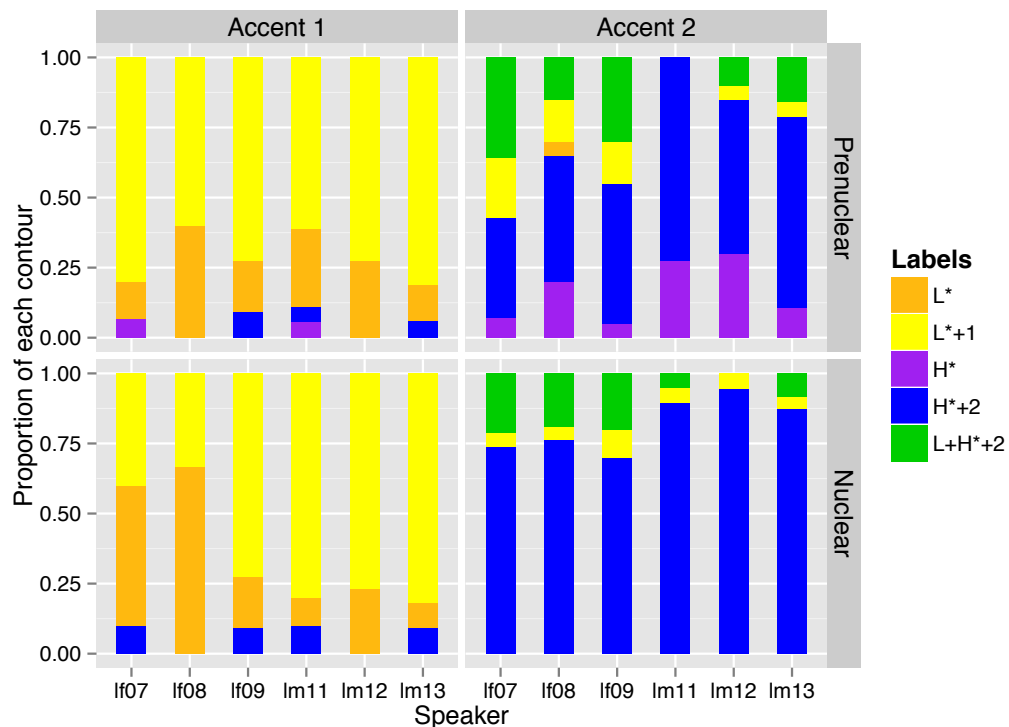 Accent 1 Accent 2
1.00
0.75
0.50
0.25
0.00
Prenuclear
1.00
0.75
0.50
0.25
0.00
Nuclear
Proportion of each contour
lf07 lf08 lf09 lm11 lm12 lm13 lf07 lf08 lf09 lm11 lm12 lm13
Speaker
Labels
L*
L*+1
H*
H*+2
L+H*+2